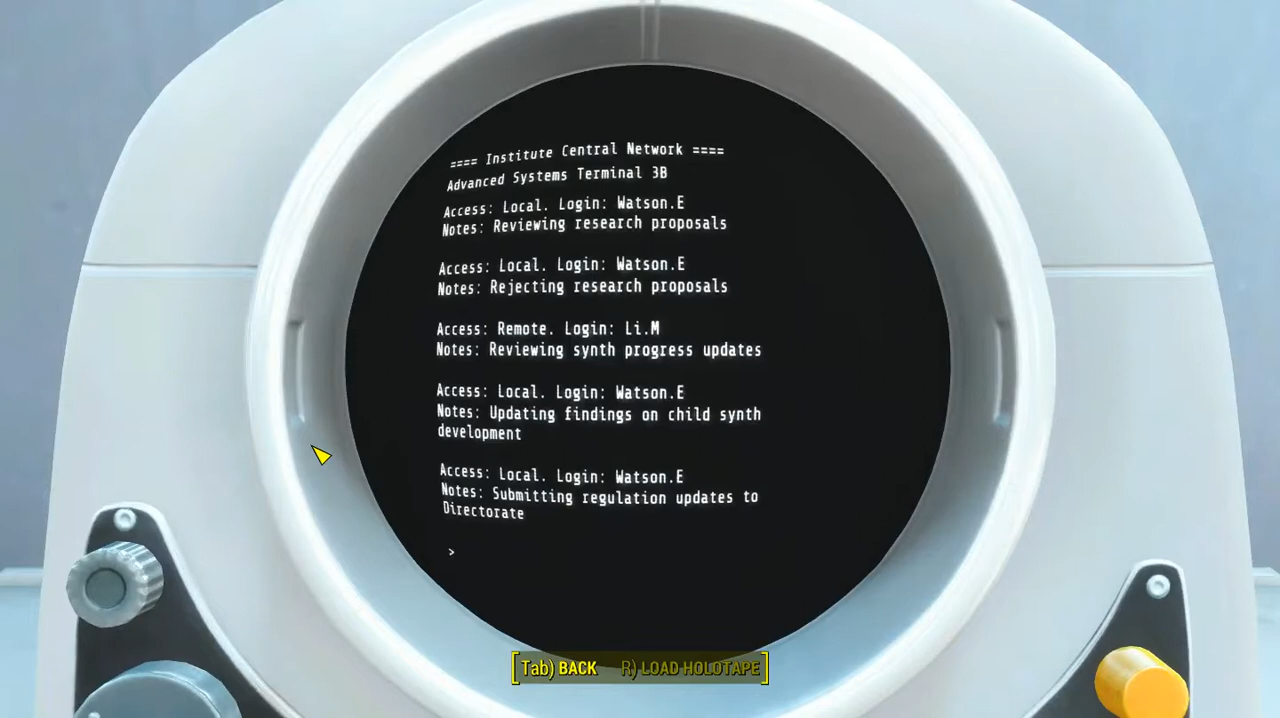 ==== Institute Central Network ====
Advanced Systems Terminal 3B
Access: Local. Login: Watson.E
Notes: Reviewing research proposals
Access: Local. Login: Watson.E
Notes: Rejecting research proposals
Access: Remote. Login: Li.M
Notes: Reviewing synth progress updates
Access: Local. Login: Watson.E
Notes: Updating findings on child synth
development
Access: Local. Login: Watson.E
Notes: Submitting regulation updates to
Directorate
>
[Tab) BACK R) LOAD HOLOTAPE]